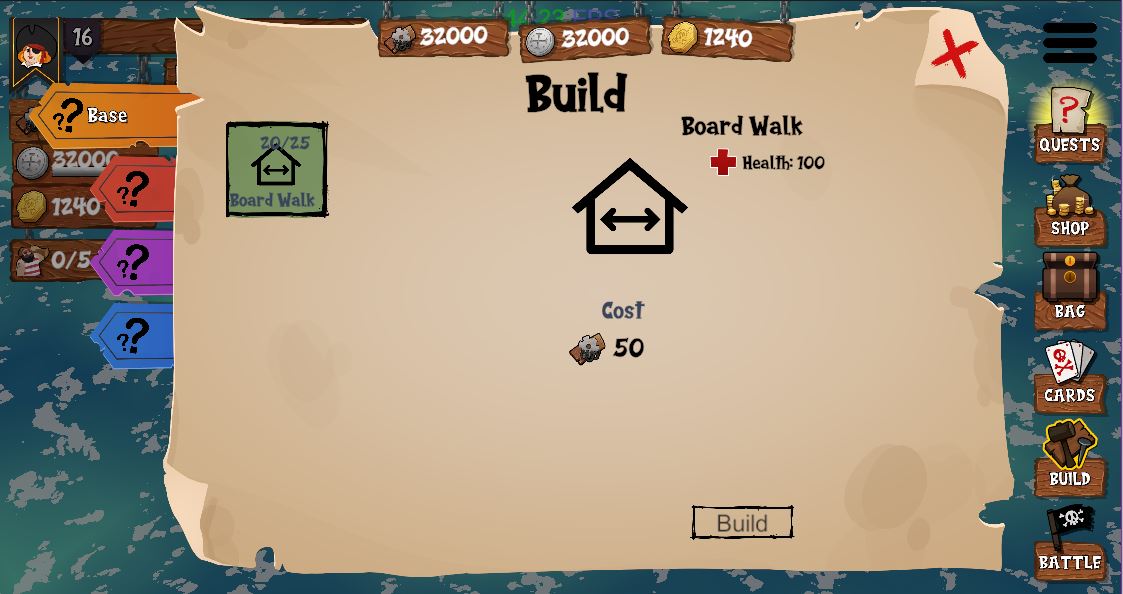 16
32000
32000
1240
Build
Base
32000
1240
0/5
20/25
Board Walk
Board Walk
Health: 100
Cost
50
Build
?
QUESTS
SHOP
BAG
CARDS
BUILD
BATTLE
??
??
??
??